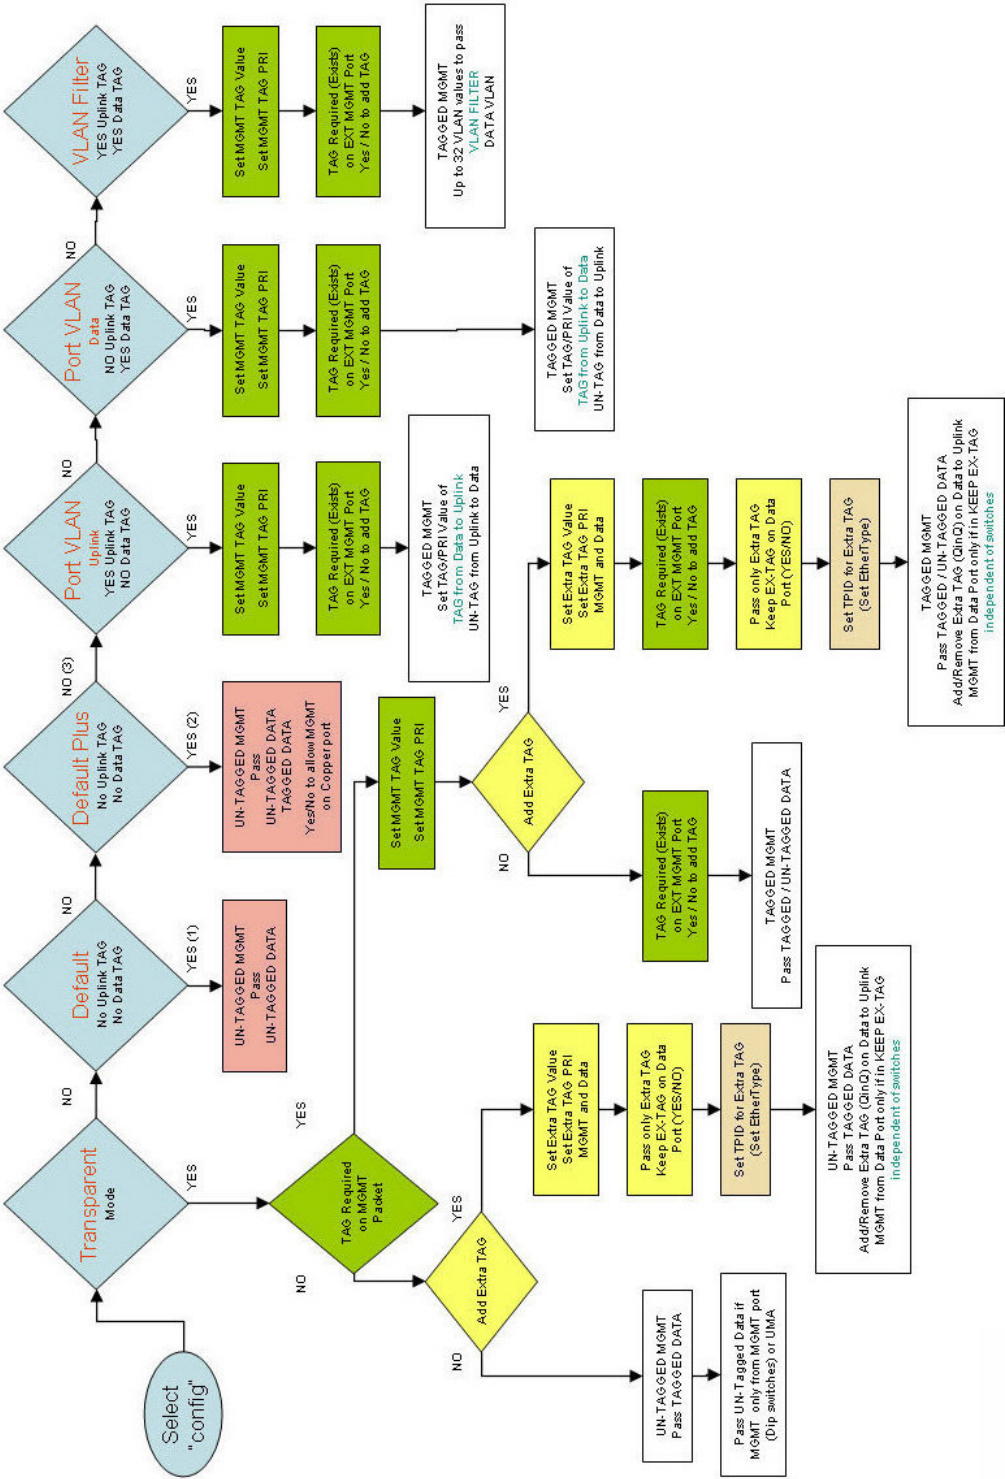 Select
"config"
Transparent
Mode
NO
YES
Default
No Uplink TAG
No Data TAG
NO
YES (1)
UN-TAGGED MGMT
Pass
UN-TAGGED DATA
Default Plus
No Uplink TAG
No Data TAG
NO (3)
YES (2)
UN-TAGGED MGMT
Pass
UN-TAGGED DATA
TAGGED DATA
Yes/No to allow MGMT
on Copper port
Port VLAN
Uplink
YES Uplink TAG
NO Data TAG
NO
YES
Set MGMT TAG Value
Set MGMT TAG PRI
TAG Required (Exists)
on EXT MGMT Port
Yes / No to add TAG
TAGGED MGMT
Set TAG/PRI Value of
TAG from Data to Uplink
UN-TAG from Uplink to Data
Port VLAN
Data
NO Uplink TAG
YES Data TAG
NO
YES
Set MGMT TAG Value
Set MGMT TAG PRI
TAG Required (Exists)
on EXT MGMT Port
Yes / No to add TAG
TAGGED MGMT
Set TAG/PRI Value of
TAG from Uplink to Data
UN-TAG from Data to Uplink
VLAN Filter
YES Uplink TAG
YES Data TAG
YES
Set MGMT TAG Value
Set MGMT TAG PRI
TAG Required (Exists)
on EXT MGMT Port
Yes / No to add TAG
TAGGED MGMT
Up to 32 VLAN values to pass
VLAN FILTER
DATA VLAN
TAG Required
on MGMT
Packet
NO
YES
Add Extra TAG
NO
YES
UN-TAGGED MGMT
Pass TAGGED DATA
Pass UN-Tagged Data if
MGMT only from MGMT port
(Dip switches) or UMA
Set Extra TAG Value
Set Extra TAG PRI
MGMT and Data
Pass only Extra TAG
Keep EX-TAG on Data
Port (YES/NO)
Set TPID for Extra TAG
(Set EtherType)
UN-TAGGED MGMT
Pass TAGGED DATA
Add/Remove Extra TAG (QinQ) on Data to Uplink
MGMT from Data Port only if in KEEP EX-TAG
independent of switches
Set MGMT TAG Value
Set MGMT TAG PRI
Add Extra TAG
NO
YES
TAG Required (Exists)
on EXT MGMT Port
Yes / No to add TAG
TAGGED MGMT
Pass TAGGED / UN-TAGGED DATA
Set Extra TAG Value
Set Extra TAG PRI
MGMT and Data
TAG Required (Exists)
on EXT MGMT Port
Yes / No to add TAG
Pass only Extra TAG
Keep EX-TAG on Data
Port (YES/NO)
Set TPID for Extra TAG
(Set EtherType)
TAGGED MGMT
Pass TAGGED / UN-TAGGED DATA
Add/Remove Extra TAG (QinQ) on Data to Uplink
MGMT from Data Port only if in KEEP EX-TAG
independent of switches